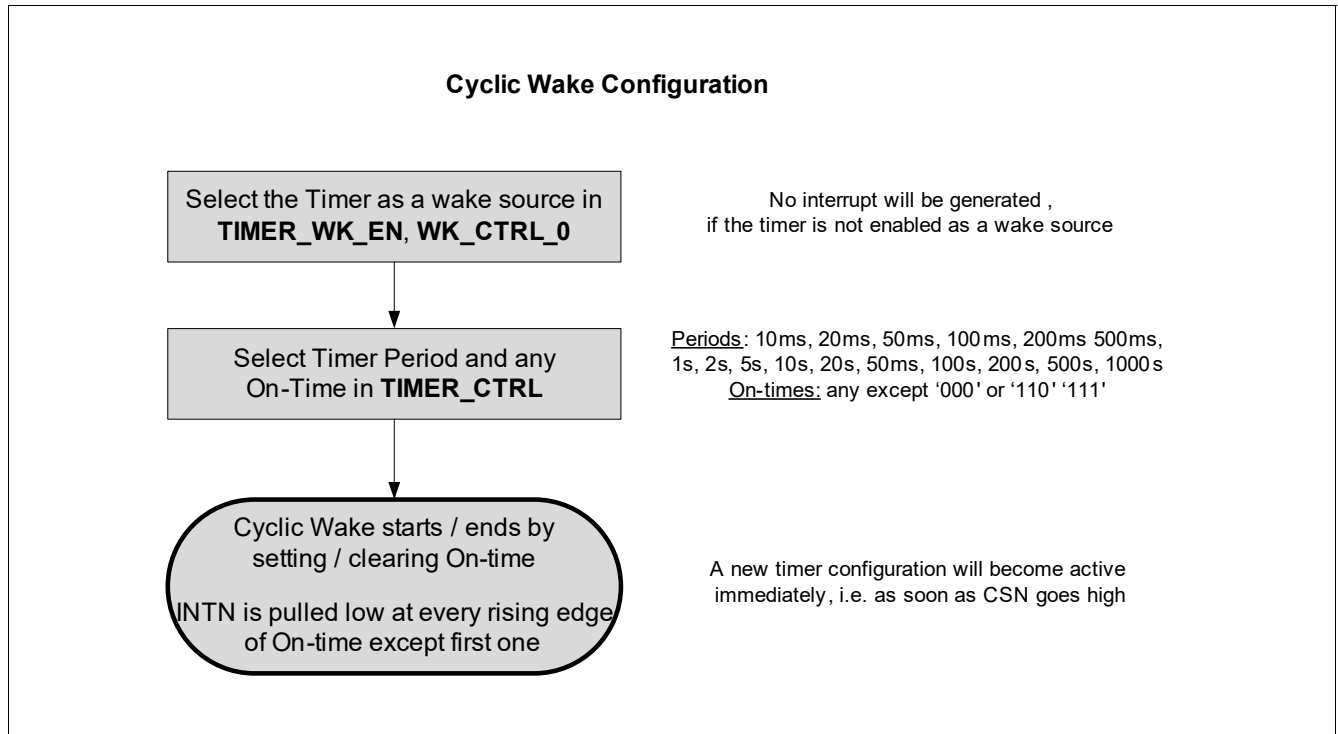 Cyclic Wake Configuration
Select the Timer as a wake source in
TIMER_WK_EN, WK_CTRL_0
No interrupt will be generated ,
if the timer is not enabled as a wake source
Select Timer Period and any
On-Time in TIMER_CTRL
Periods: 10ms, 20ms, 50ms, 100ms, 200ms 500ms,
1s, 2s, 5s, 10s, 20s, 50ms, 100s, 200s, 500s, 1000s
On-times: any except ‘000' or ‘110' ‘111'
Cyclic Wake starts / ends by
setting / clearing On-time
INTN is pulled low at every rising edge
of On-time except first one
A new timer configuration will become active
immediately, i.e. as soon as CSN goes high